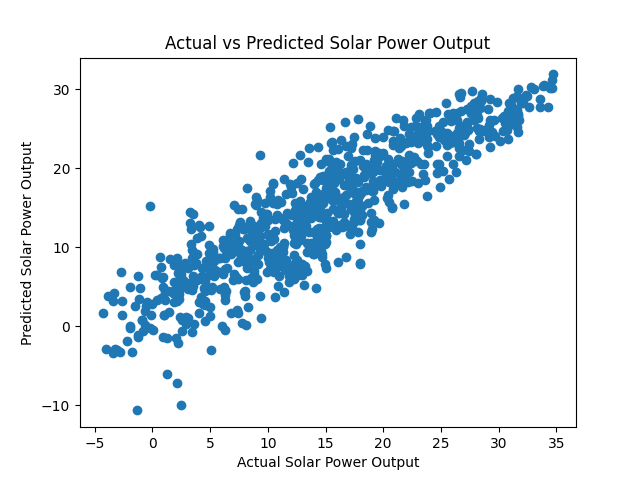 Actual vs Predicted Solar Power Output
Predicted Solar Power Output
30
20
10
0
−10
−5 0 5 10 15 20 25 30 35
Actual Solar Power Output